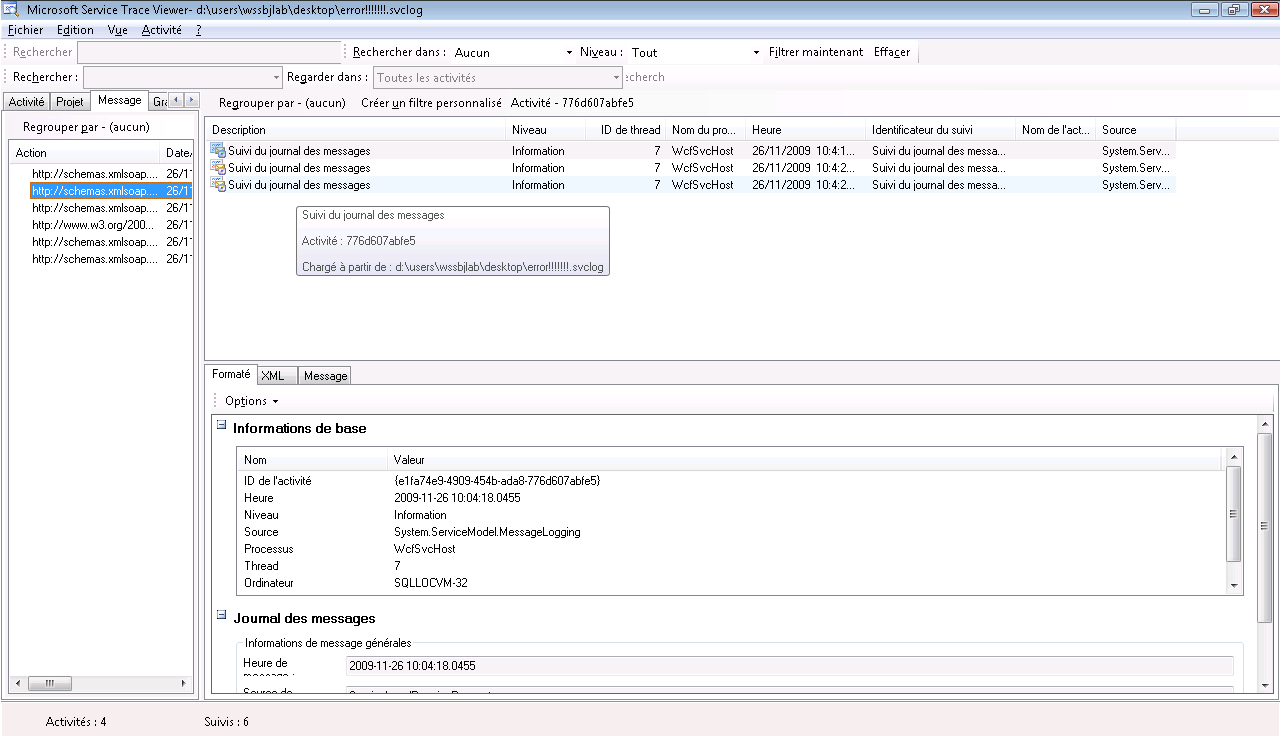 Microsoft Service Trace Viewer- d:\users\wssbjlab\desktop\error!!!!!!!.svclog
Fichier Edition Vue Activité ?
Rechercher Rechercher dans : Aucun Niveau : Tout Filtrer maintenant Effacer
Rechercher : Regarder dans : Toutes les activités echerch
Activité Projet Message Gra
Regrouper par - (aucun) Créer un filtre personnalisé Activité - 776d607abfe5
Regrouper par - (aucun)
Action Date/
http://schemas.xmlsoap.... 26/11
http://schemas.xmlsoap.... 26/11
http://schemas.xmlsoap.... 26/11
http://www.w3.org/200... 26/11
http://schemas.xmlsoap.... 26/11
http://schemas.xmlsoap.... 26/11
Description Niveau ID de thread Nom du pro... Heure Identificateur du suivi Nom de l'act... Source
Suivi du journal des messages Information 7 WcfSvcHost 26/11/2009 10:4:1... Suivi du journal des messa... System.Serv...
Suivi du journal des messages Information 7 WcfSvcHost 26/11/2009 10:4:2... Suivi du journal des messa... System.Serv...
Suivi du journal des messages Information 7 WcfSvcHost 26/11/2009 10:4:2... Suivi du journal des messa... System.Serv...
Suivi du journal des messages
Activité : 776d607abfe5
Chargé à partir de : d:\users\wssbjlab\desktop\error!!!!!!!.svclog
Formaté XML Message
Options
Informations de base
Nom Valeur
ID de l'activité {e1fa74e9-4909-454b-ada8-776d607abfe5}
Heure 2009-11-26 10:04:18.0455
Niveau Information
Source System.ServiceModel.MessageLogging
Processus WcfSvcHost
Thread 7
Ordinateur SQLLOCVM-32
Journal des messages
Informations de message générales
Heure de 2009-11-26 10:04:18.0455
Source de
Activités : 4 Suivis : 6